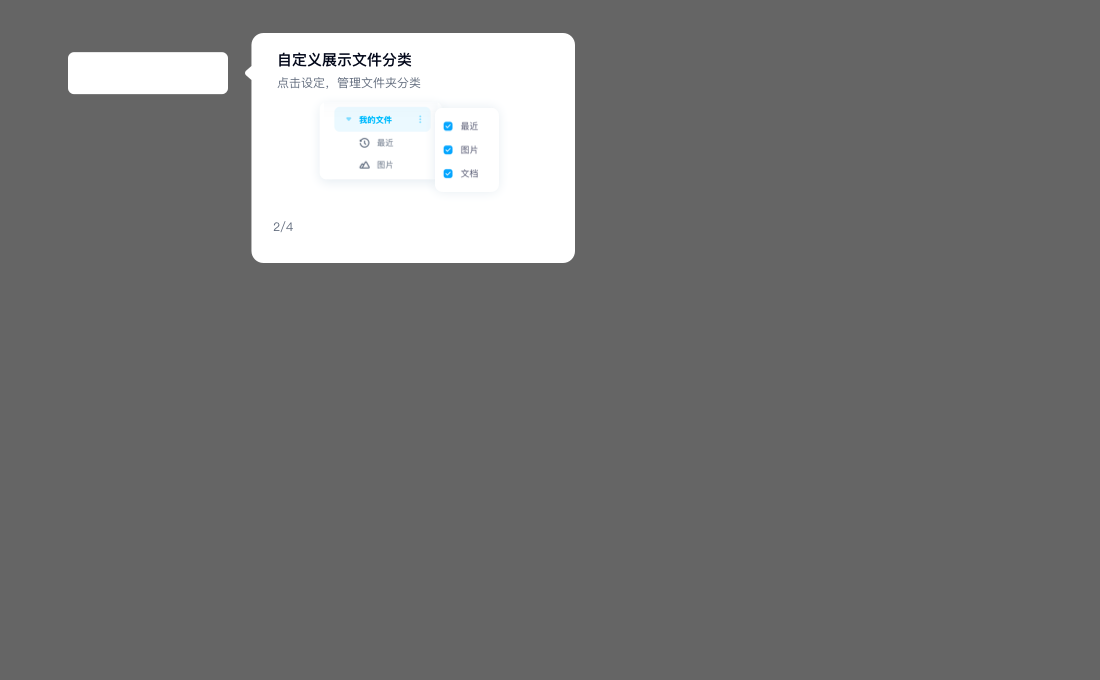 自定义展示文件分类
点击设定，管理文件夹分类
我的文件
最近
图片
最近
图片
文档
2/4